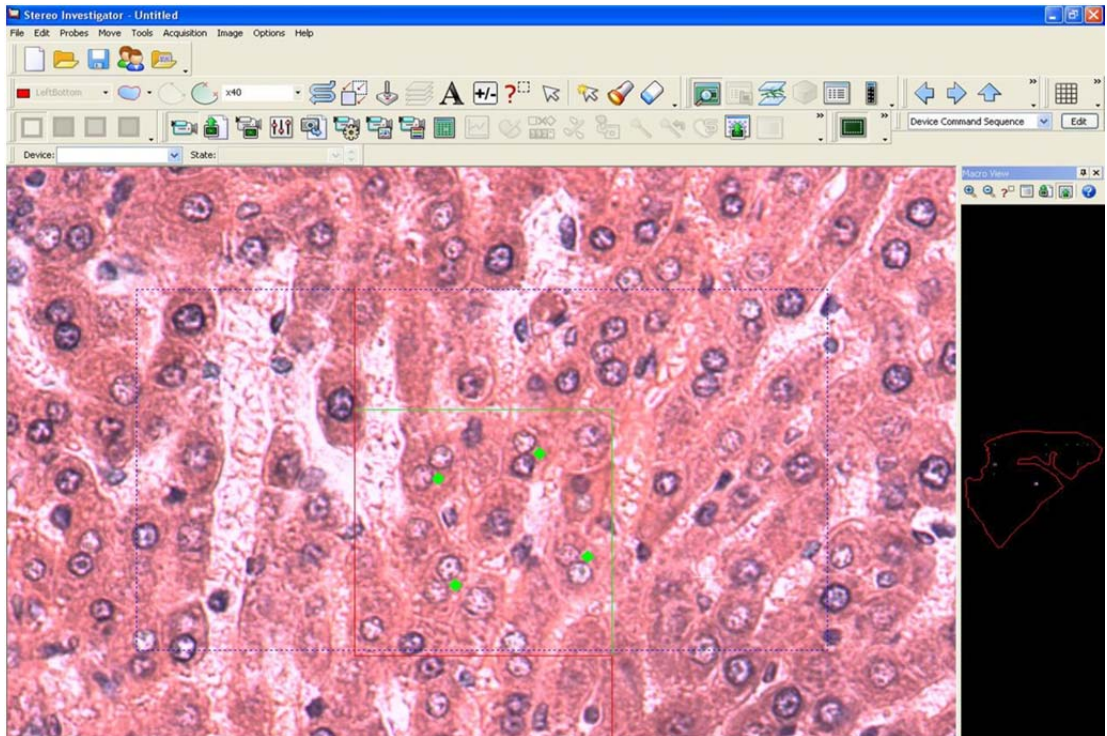 Stereo Investigator - Untitled
File Edit Probes Move Tools Acquisition Image Options Help
LeftBottom x40 A +/- ?
Device Command Sequence Edit
Device: State:
Macro View